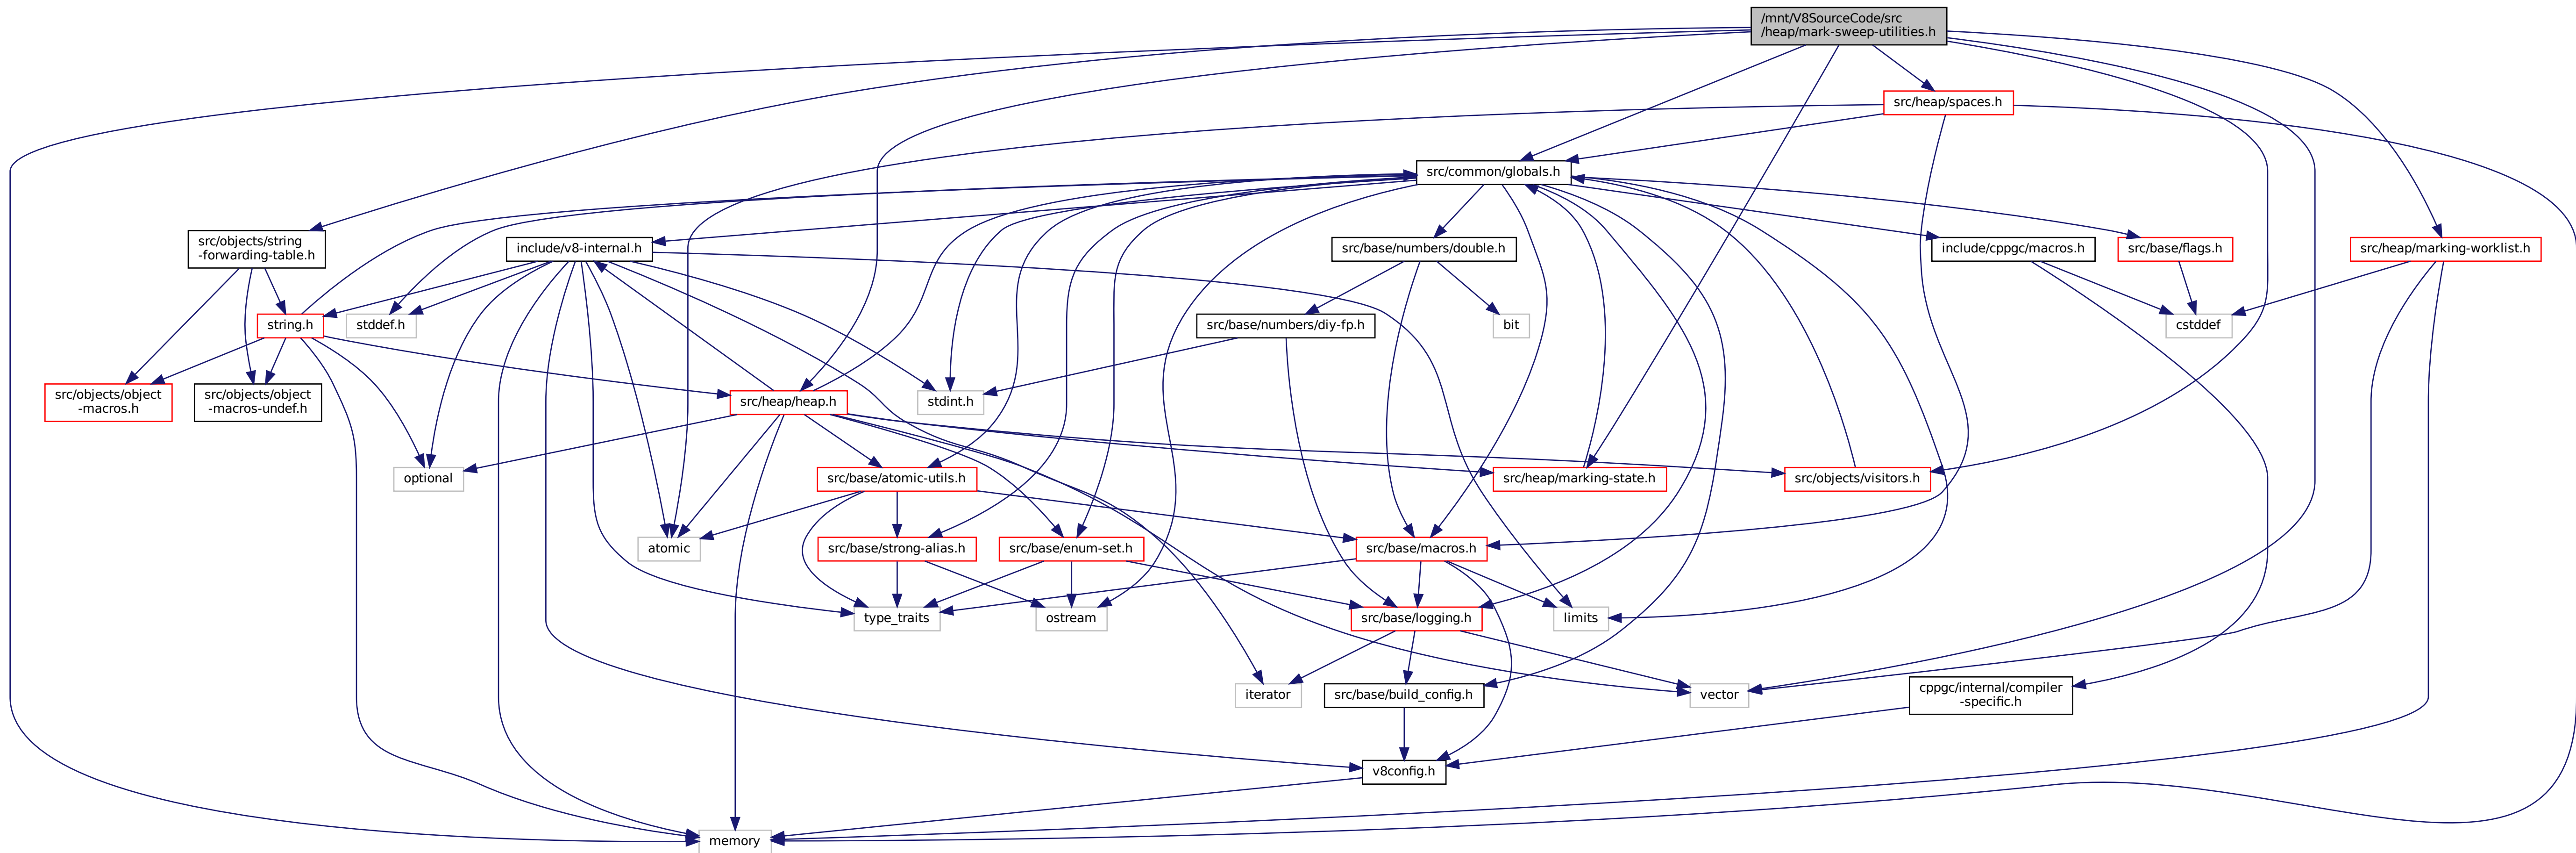 /mnt/V8SourceCode/src
/heap/mark-sweep-utilities.h
src/heap/spaces.h
src/common/globals.h
src/objects/string
-forwarding-table.h
include/v8-internal.h
src/base/numbers/double.h
include/cppgc/macros.h
src/base/flags.h
src/heap/marking-worklist.h
string.h
stddef.h
src/base/numbers/diy-fp.h
bit
cstddef
src/objects/object
-macros.h
src/objects/object
-macros-undef.h
src/heap/heap.h
stdint.h
optional
src/base/atomic-utils.h
src/heap/marking-state.h
src/objects/visitors.h
atomic
src/base/strong-alias.h
src/base/enum-set.h
src/base/macros.h
type_traits
ostream
src/base/logging.h
limits
iterator
src/base/build_config.h
vector
cppgc/internal/compiler
-specific.h
v8config.h
memory